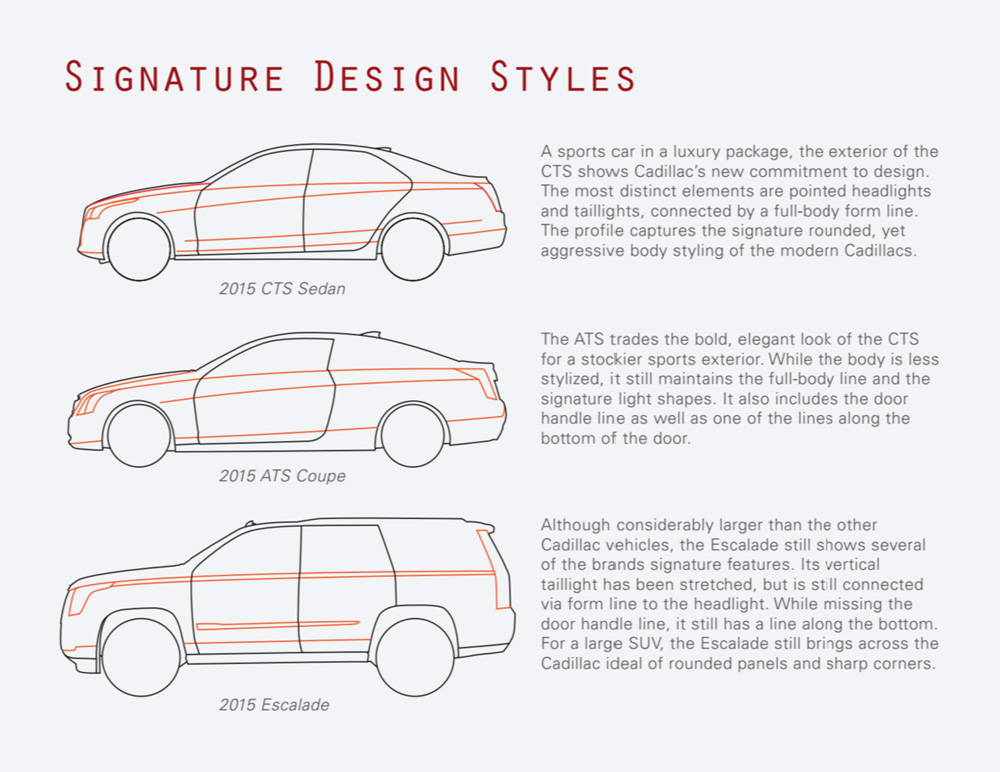 Signature Design Styles
A sports car in a luxury package, the exterior of the
CTS shows Cadillac's new commitment to design.
The most distinct elements are pointed headlights
and taillights, connected by a full-body form line.
The profile captures the signature rounded, yet
aggressive body styling of the modern Cadillacs.
2015 CTS Sedan
The ATS trades the bold, elegant look of the CTS
for a stockier sports exterior. While the body is less
stylized, it still maintains the full-body line and the
signature light shapes. It also includes the door
handle line as well as one of the lines along the
bottom of the door.
2015 ATS Coupe
Although considerably larger than the other
Cadillac vehicles, the Escalade still shows several
of the brands signature features. Its vertical
taillight has been stretched, but is still connected
via form line to the headlight. While missing the
door handle line, it still has a line along the bottom.
For a large SUV, the Escalade still brings across the
Cadillac ideal of rounded panels and sharp corners.
2015 Escalade